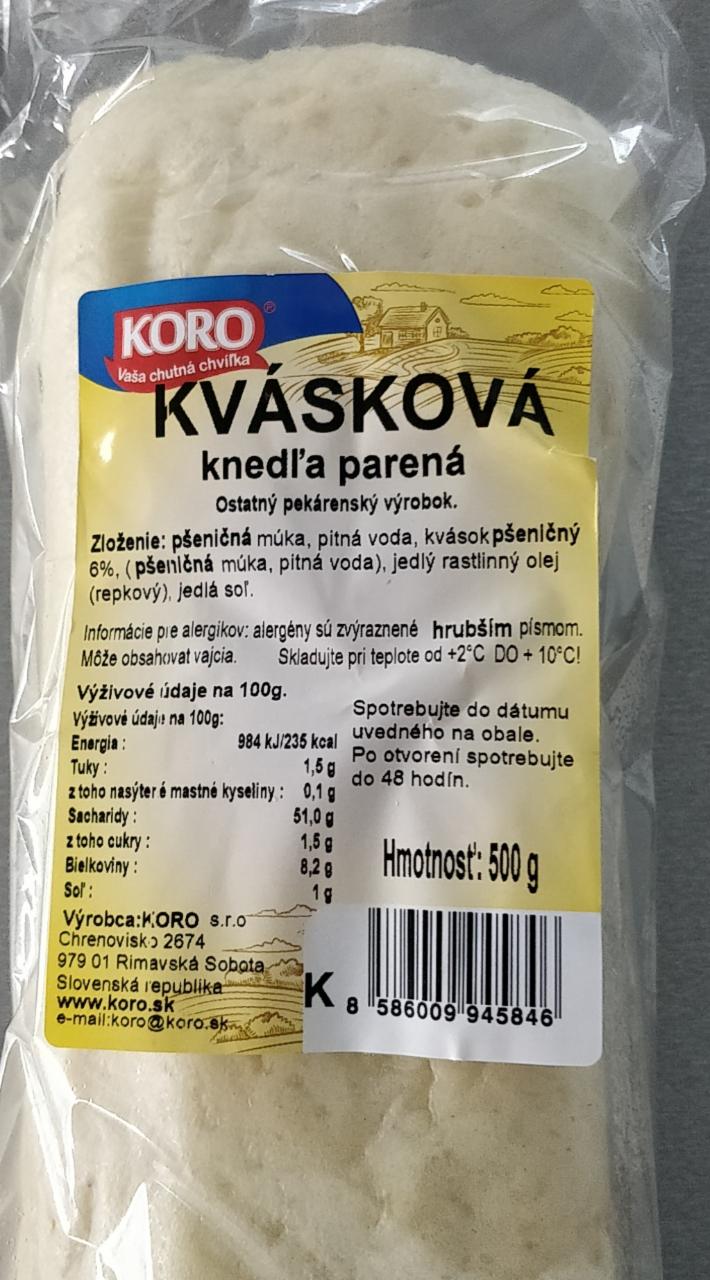 KORO ®
Vaša chutná chvíľka
KVÁSKOVÁ
knedľa parená
Ostatný pekárenský výrobok.
Zloženie: pšeničná múka, pitná voda, kvások pšeničný
6%, ( pšeničná múka, pitná voda), jedlý rastlinný olej
(repkový), jedlá soľ.
Informácie pre alergikov: alergény sú zvýraznené hrubším písmom.
Môže obsahovat vajcia. Skladujte pri teplote od +2°C DO + 10°C!
Výživové údaje na 100g.
Výživové údaje na 100g:
Energia : 984 kJ/235 kcal
Tuky : 1,5 g
z toho nasýteré mastné kyseliny : 0,1 g
Sacharidy : 51,0 g
z toho cukry : 1,5 g
Bielkoviny : 8,2 g
Soľ : 1 g
Spotrebujte do dátumu
uvedného na obale.
Po otvorení spotrebujte
do 48 hodín.
Hmotnosť: 500 g
Výrobca:KORO s.r.o
Chrenovisko 2674
979 01 Rimavská Sobota
Slovenská republika
www.koro.sk
e-mail:koro@koro.sk
K 8 586009 945846